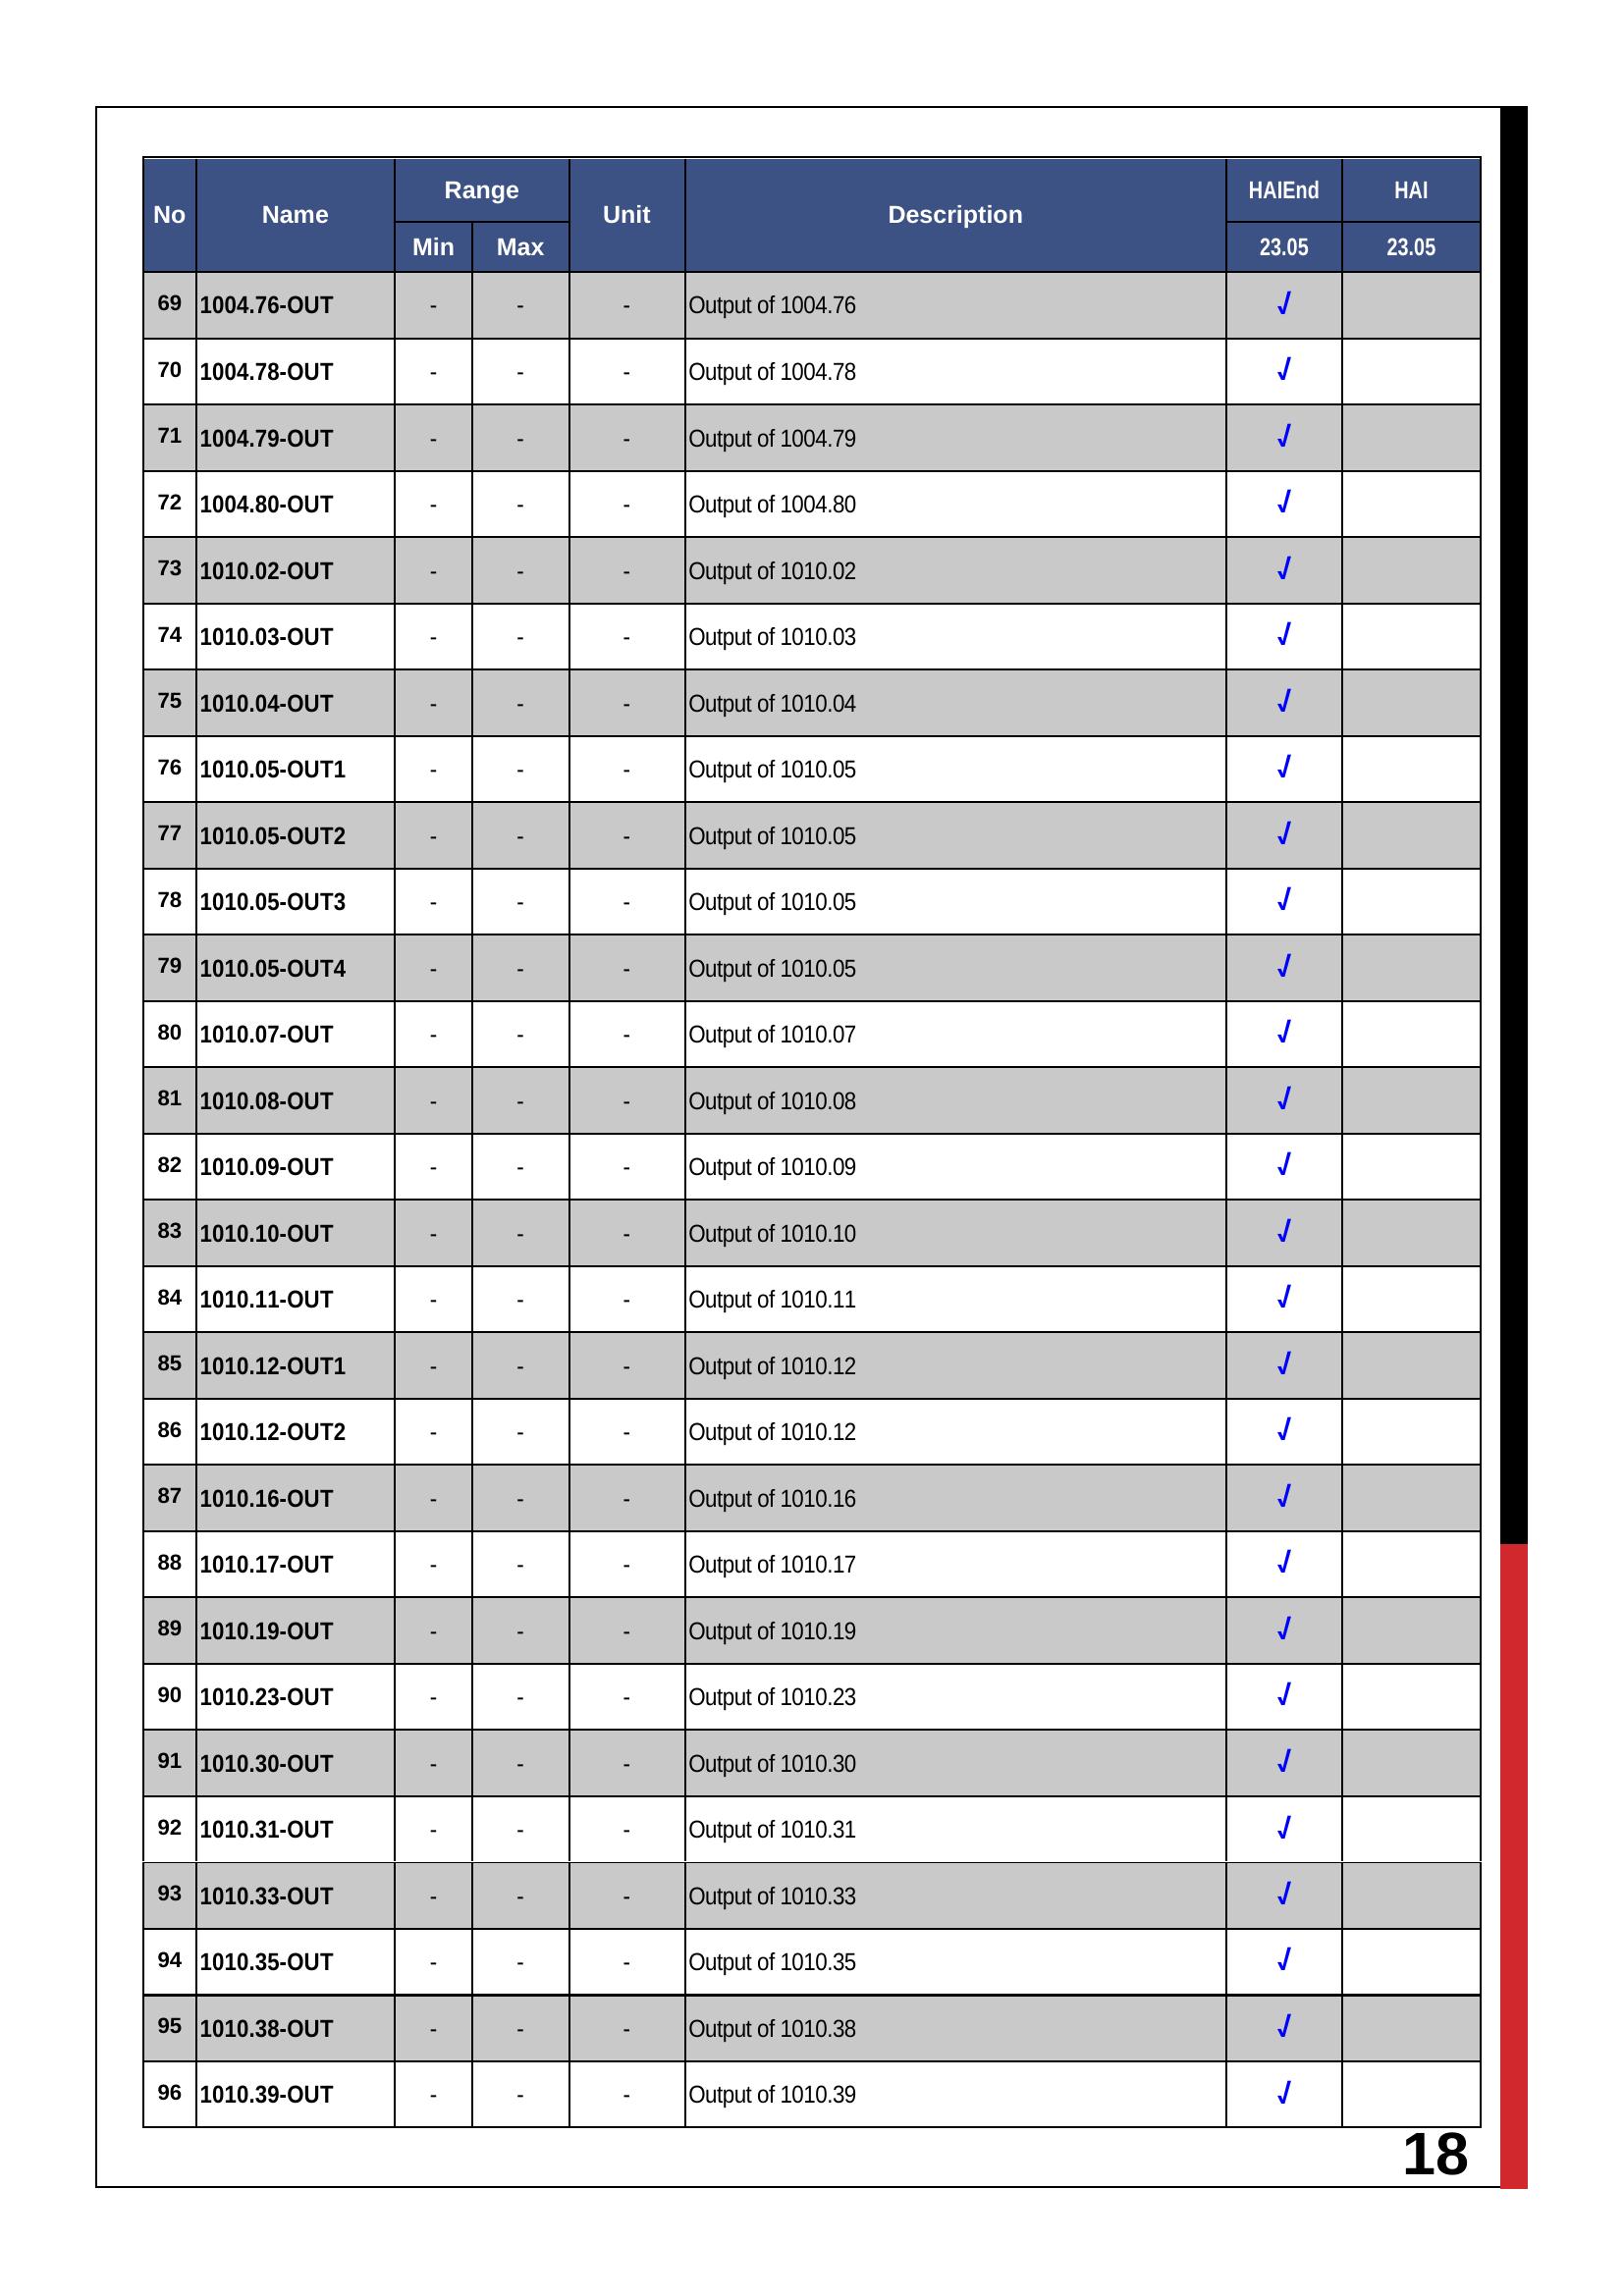 No Name Range Unit Description HAIEnd HAI
Min Max 23.05 23.05
69 1004.76-OUT - - - Output of 1004.76 √
70 1004.78-OUT - - - Output of 1004.78 √
71 1004.79-OUT - - - Output of 1004.79 √
72 1004.80-OUT - - - Output of 1004.80 √
73 1010.02-OUT - - - Output of 1010.02 √
74 1010.03-OUT - - - Output of 1010.03 √
75 1010.04-OUT - - - Output of 1010.04 √
76 1010.05-OUT1 - - - Output of 1010.05 √
77 1010.05-OUT2 - - - Output of 1010.05 √
78 1010.05-OUT3 - - - Output of 1010.05 √
79 1010.05-OUT4 - - - Output of 1010.05 √
80 1010.07-OUT - - - Output of 1010.07 √
81 1010.08-OUT - - - Output of 1010.08 √
82 1010.09-OUT - - - Output of 1010.09 √
83 1010.10-OUT - - - Output of 1010.10 √
84 1010.11-OUT - - - Output of 1010.11 √
85 1010.12-OUT1 - - - Output of 1010.12 √
86 1010.12-OUT2 - - - Output of 1010.12 √
87 1010.16-OUT - - - Output of 1010.16 √
88 1010.17-OUT - - - Output of 1010.17 √
89 1010.19-OUT - - - Output of 1010.19 √
90 1010.23-OUT - - - Output of 1010.23 √
91 1010.30-OUT - - - Output of 1010.30 √
92 1010.31-OUT - - - Output of 1010.31 √
93 1010.33-OUT - - - Output of 1010.33 √
94 1010.35-OUT - - - Output of 1010.35 √
95 1010.38-OUT - - - Output of 1010.38 √
96 1010.39-OUT - - - Output of 1010.39 √
18